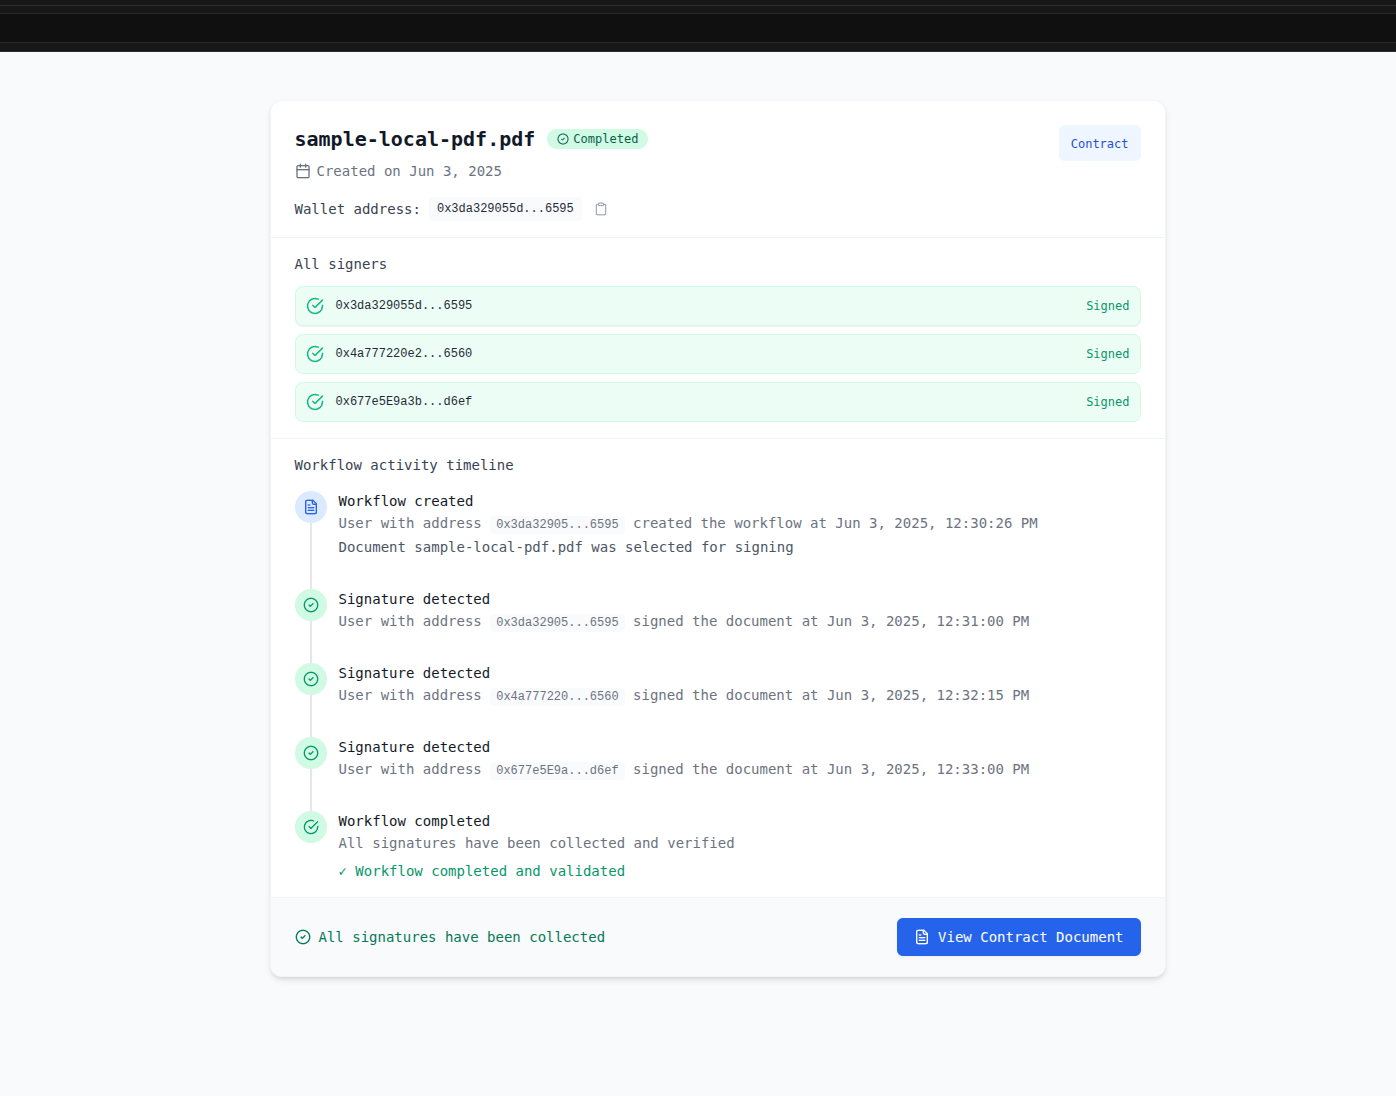 sample-local-pdf.pdf Completed
Contract
Created on Jun 3, 2025
Wallet address: 0x3da329055d...6595
All signers
0x3da329055d...6595 Signed
0x4a777220e2...6560 Signed
0x677e5E9a3b...d6ef Signed
Workflow activity timeline
Workflow created
User with address 0x3da32905...6595 created the workflow at Jun 3, 2025, 12:30:26 PM
Document sample-local-pdf.pdf was selected for signing
Signature detected
User with address 0x3da32905...6595 signed the document at Jun 3, 2025, 12:31:00 PM
Signature detected
User with address 0x4a777220...6560 signed the document at Jun 3, 2025, 12:32:15 PM
Signature detected
User with address 0x677e5E9a...d6ef signed the document at Jun 3, 2025, 12:33:00 PM
Workflow completed
All signatures have been collected and verified
✓ Workflow completed and validated
All signatures have been collected
View Contract Document